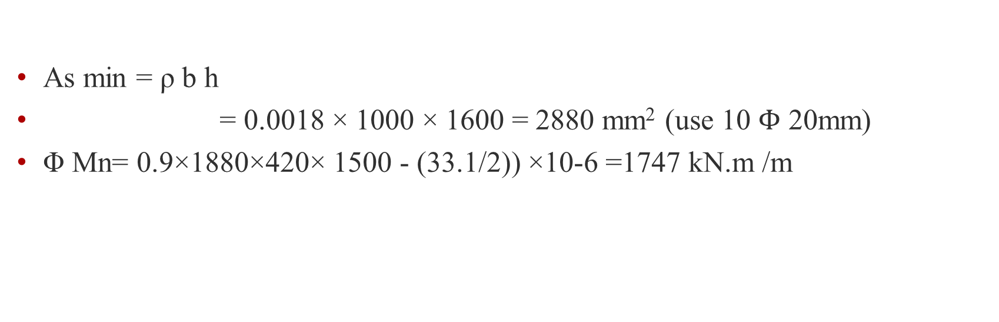 • As min = ρ b h
• = 0.0018 × 1000 × 1600 = 2880 mm² (use 10 Φ 20mm)
• Φ Mn= 0.9×1880×420× 1500 - (33.1/2)) ×10-6 =1747 kN.m /m